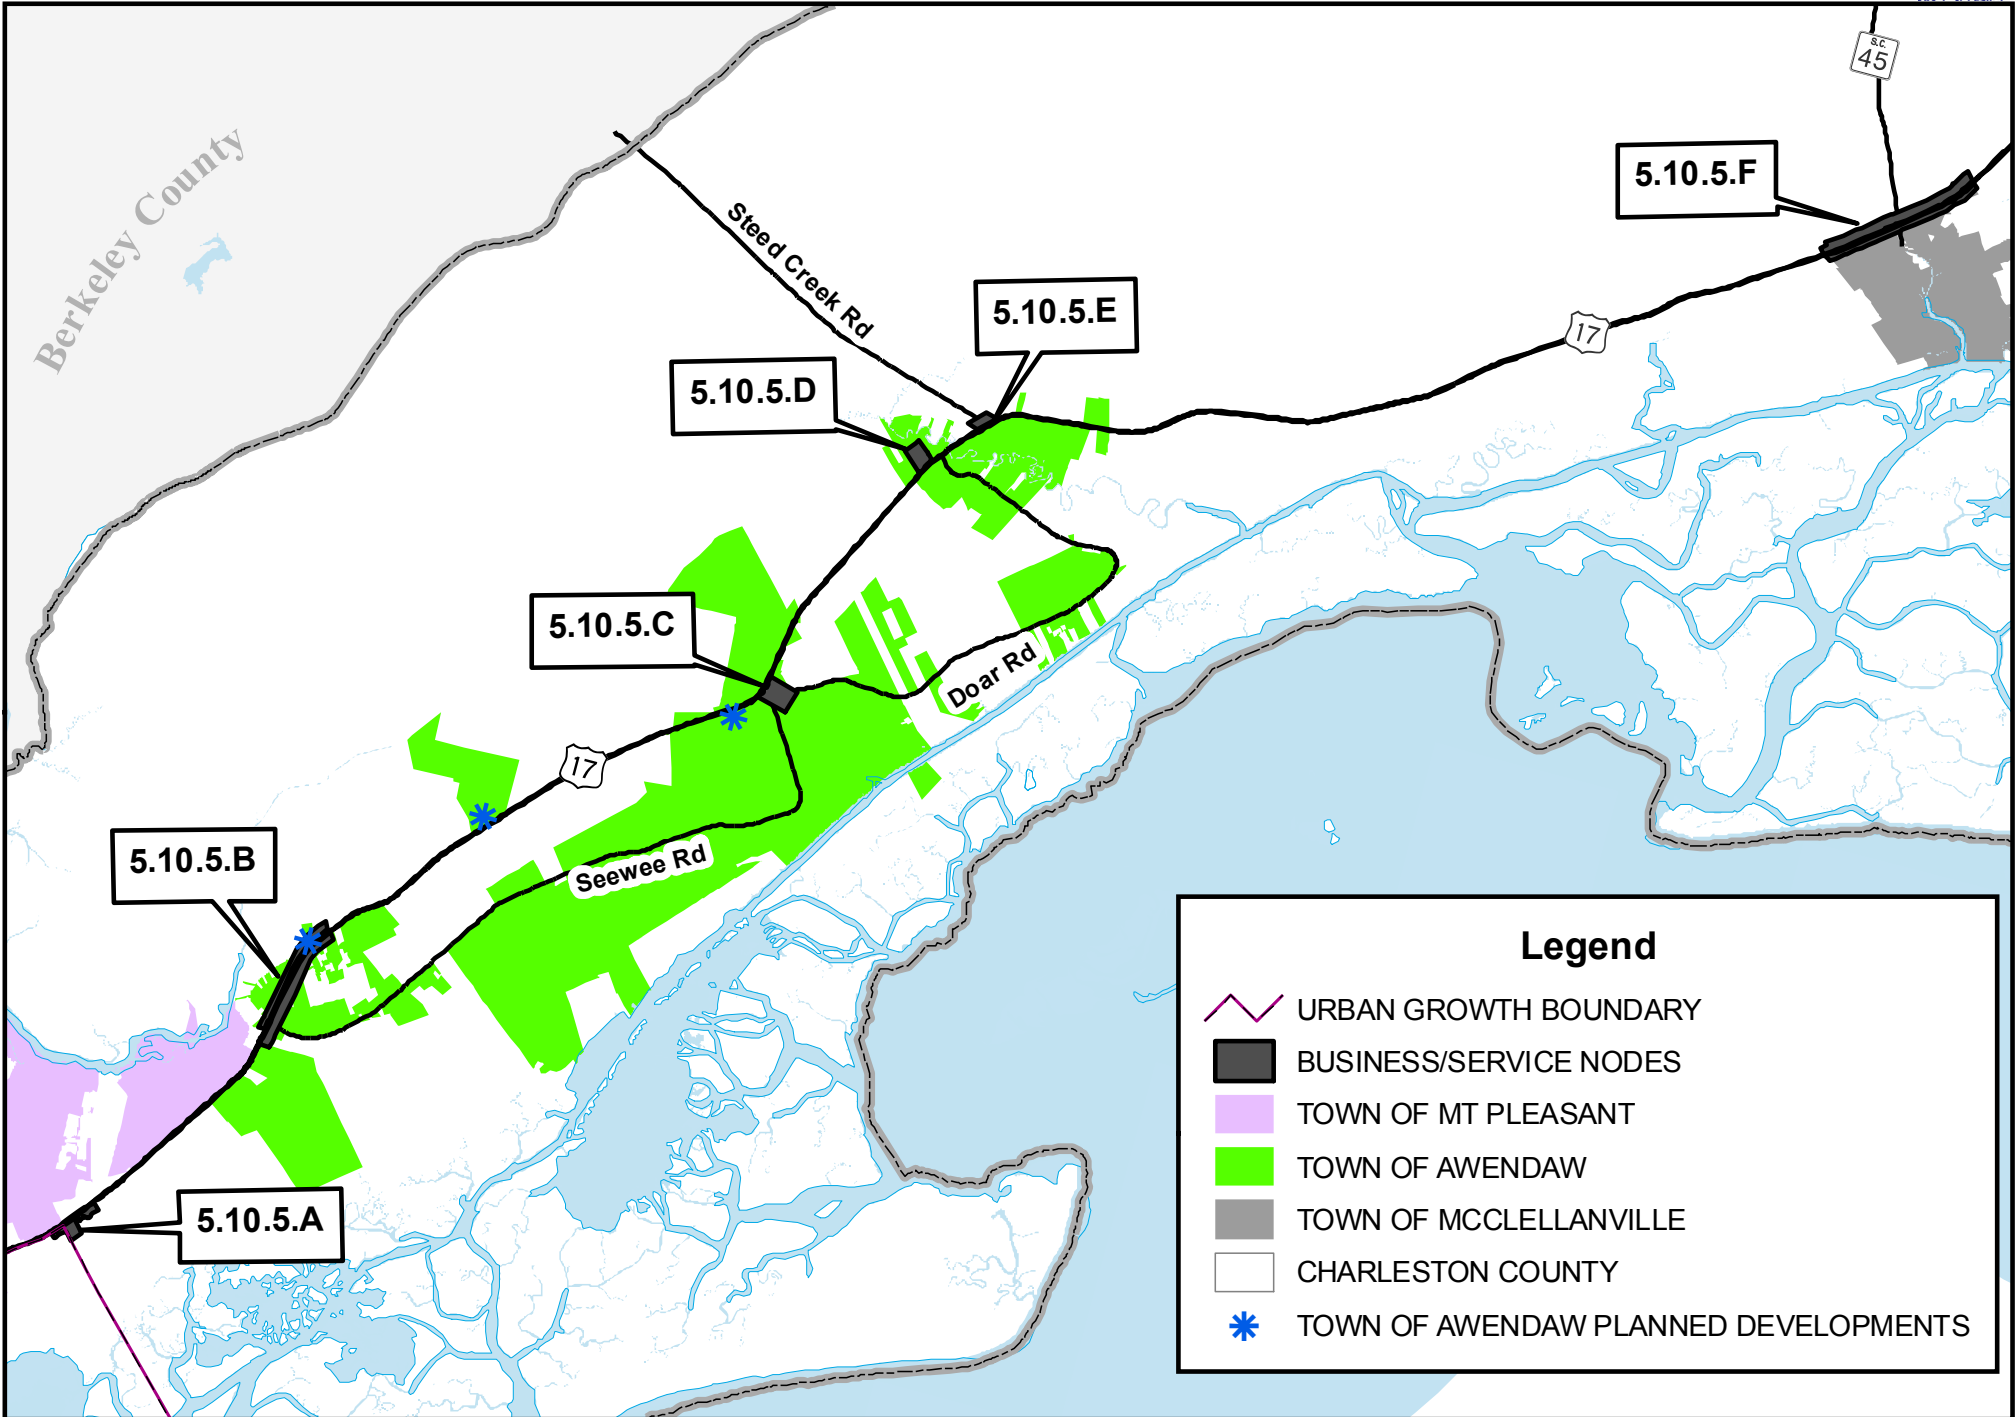 S.C.
45
Berkeley County
5.10.5.F
Steed Creek Rd
5.10.5.E
17
5.10.5.D
5.10.5.C
Doar Rd
17
5.10.5.B
Seewee Rd
5.10.5.A
Legend
URBAN GROWTH BOUNDARY
BUSINESS/SERVICE NODES
TOWN OF MT PLEASANT
TOWN OF AWENDAW
TOWN OF MCCLELLANVILLE
CHARLESTON COUNTY
TOWN OF AWENDAW PLANNED DEVELOPMENTS